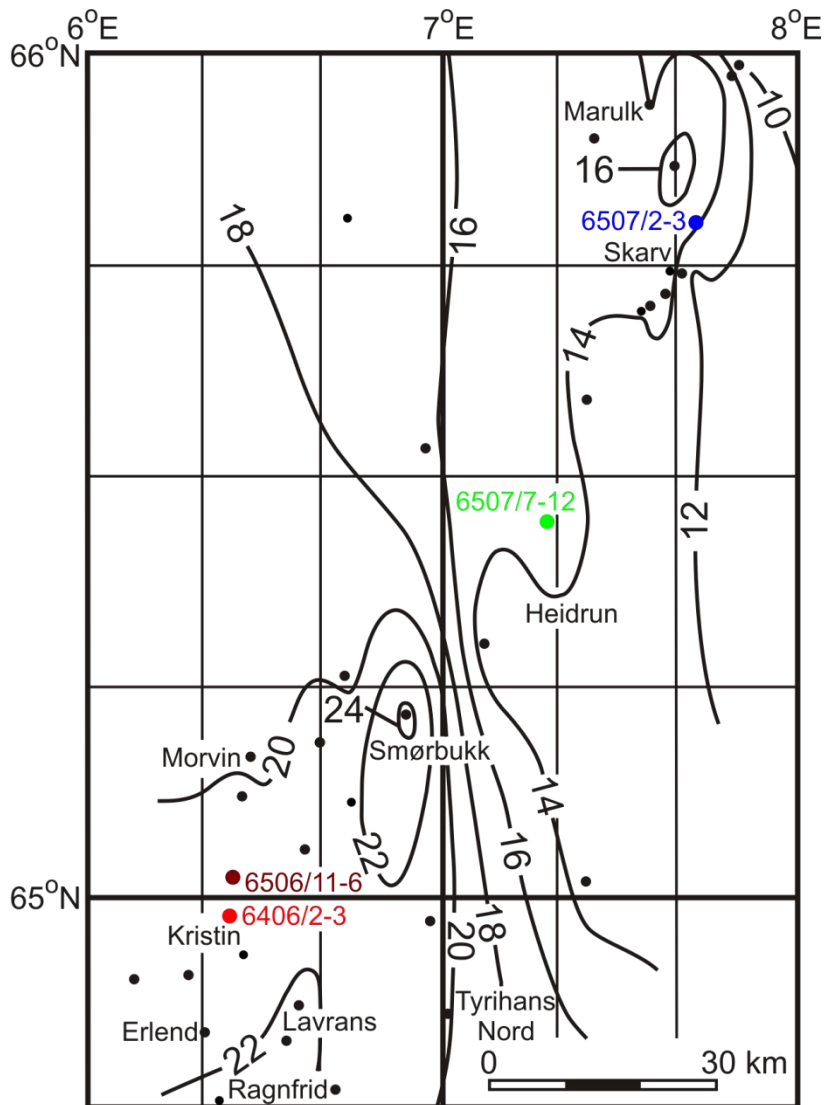 6°E 7°E 8°E
66°N
10
Marulk
16
6507/2-3
18
16
Skarv
14
6507/7-12
12
Heidrun
24
20
Morvin
Smørbukk
14
22
16
6506/11-6
65°N
6406/2-3
18
Kristin
20
Tyrihans
Nord
Lavrans
Erlend
22
0 30 km
Ragnfrid